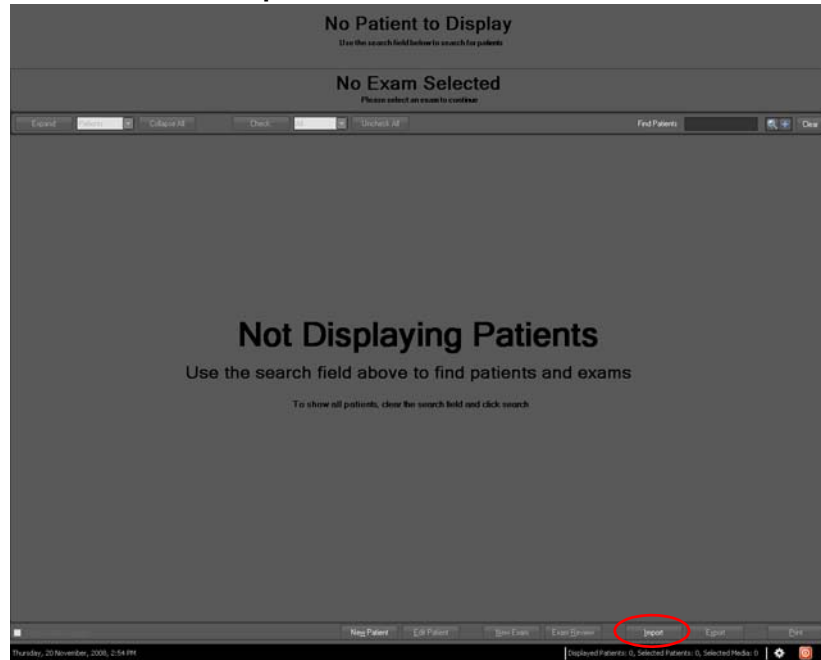 No Patient to Display
Use the search field below to search for patients
No Exam Selected
Please select an exam to continue
Expand Patients Collapse All Check All Uncheck All Find Patients Clear
Not Displaying Patients
Use the search field above to find patients and exams
To show all patients, clear the search field and click search
New Patient Edit Patient New Exam Exam Review Import Export Print
Thursday, 20 November, 2008, 2:54 PM Displayed Patients: 0, Selected Patients: 0, Selected Media: 0